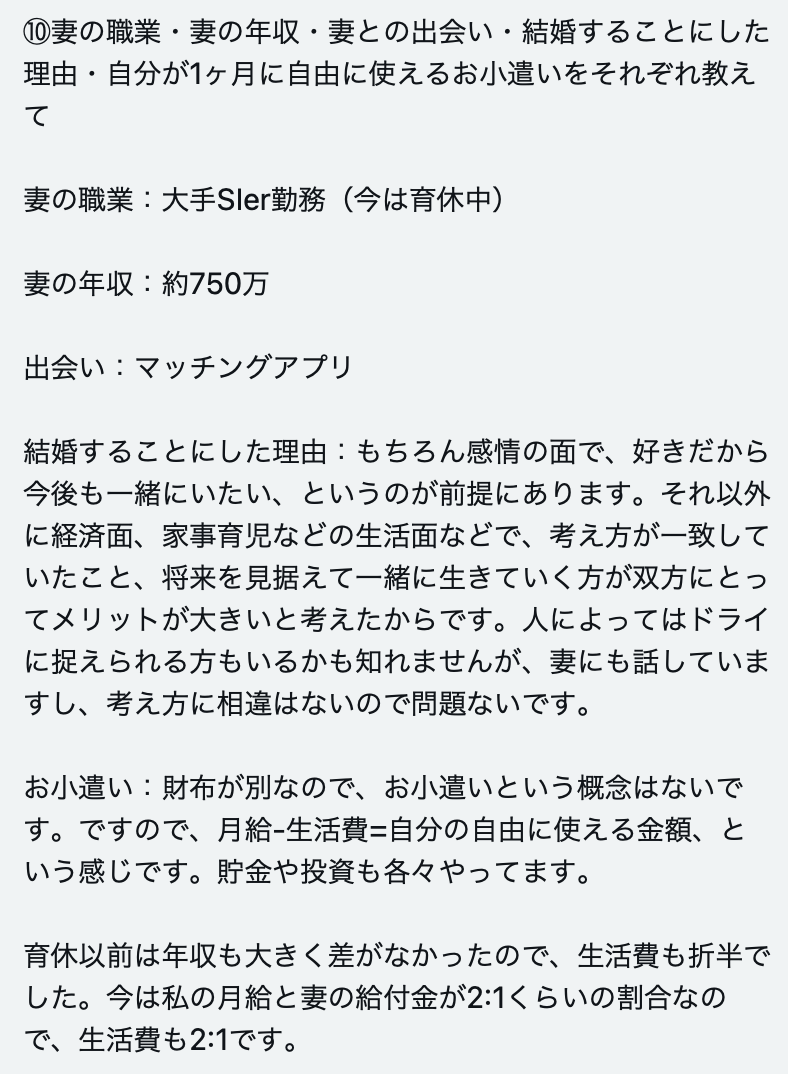 ⑩妻の職業・妻の年収・妻との出会い・結婚することにした
理由・自分が1ヶ月に自由に使えるお小遣いをそれぞれ教え
て
妻の職業：大手SIer勤務（今は育休中）
妻の年収：約750万
出会い：マッチングアプリ
結婚することにした理由：もちろん感情の面で、好きだから
今後も一緒にいたい、というのが前提にあります。それ以外
に経済面、家事育児などの生活面などで、考え方が一致して
いたこと、将来を見据えて一緒に生きていく方が双方にとっ
てメリットが大きいと考えたからです。人によってはドライ
に捉えられる方もいるかも知れませんが、妻にも話していま
すし、考え方に相違はないので問題ないです。
お小遣い：財布が別なので、お小遣いという概念はないで
す。ですので、月給-生活費=自分の自由に使える金額、と
いう感じです。貯金や投資も各々やってます。
育休以前は年収も大きく差がなかったので、生活費も折半で
した。今は私の月給と妻の給付金が2:1くらいの割合なの
で、生活費も2:1です。